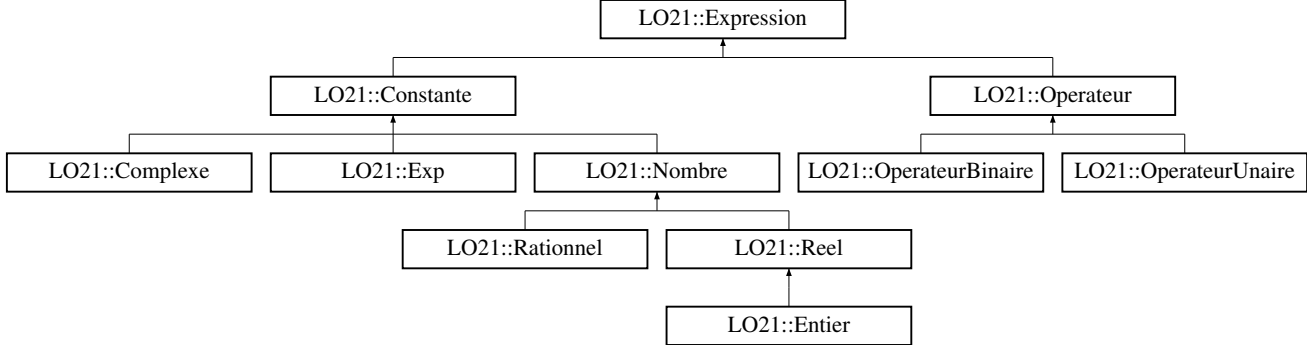 LO21::Expression
LO21::Constante
LO21::Operateur
LO21::Complexe
LO21::Exp
LO21::Nombre
LO21::OperateurBinaire
LO21::OperateurUnaire
LO21::Rationnel
LO21::Reel
LO21::Entier